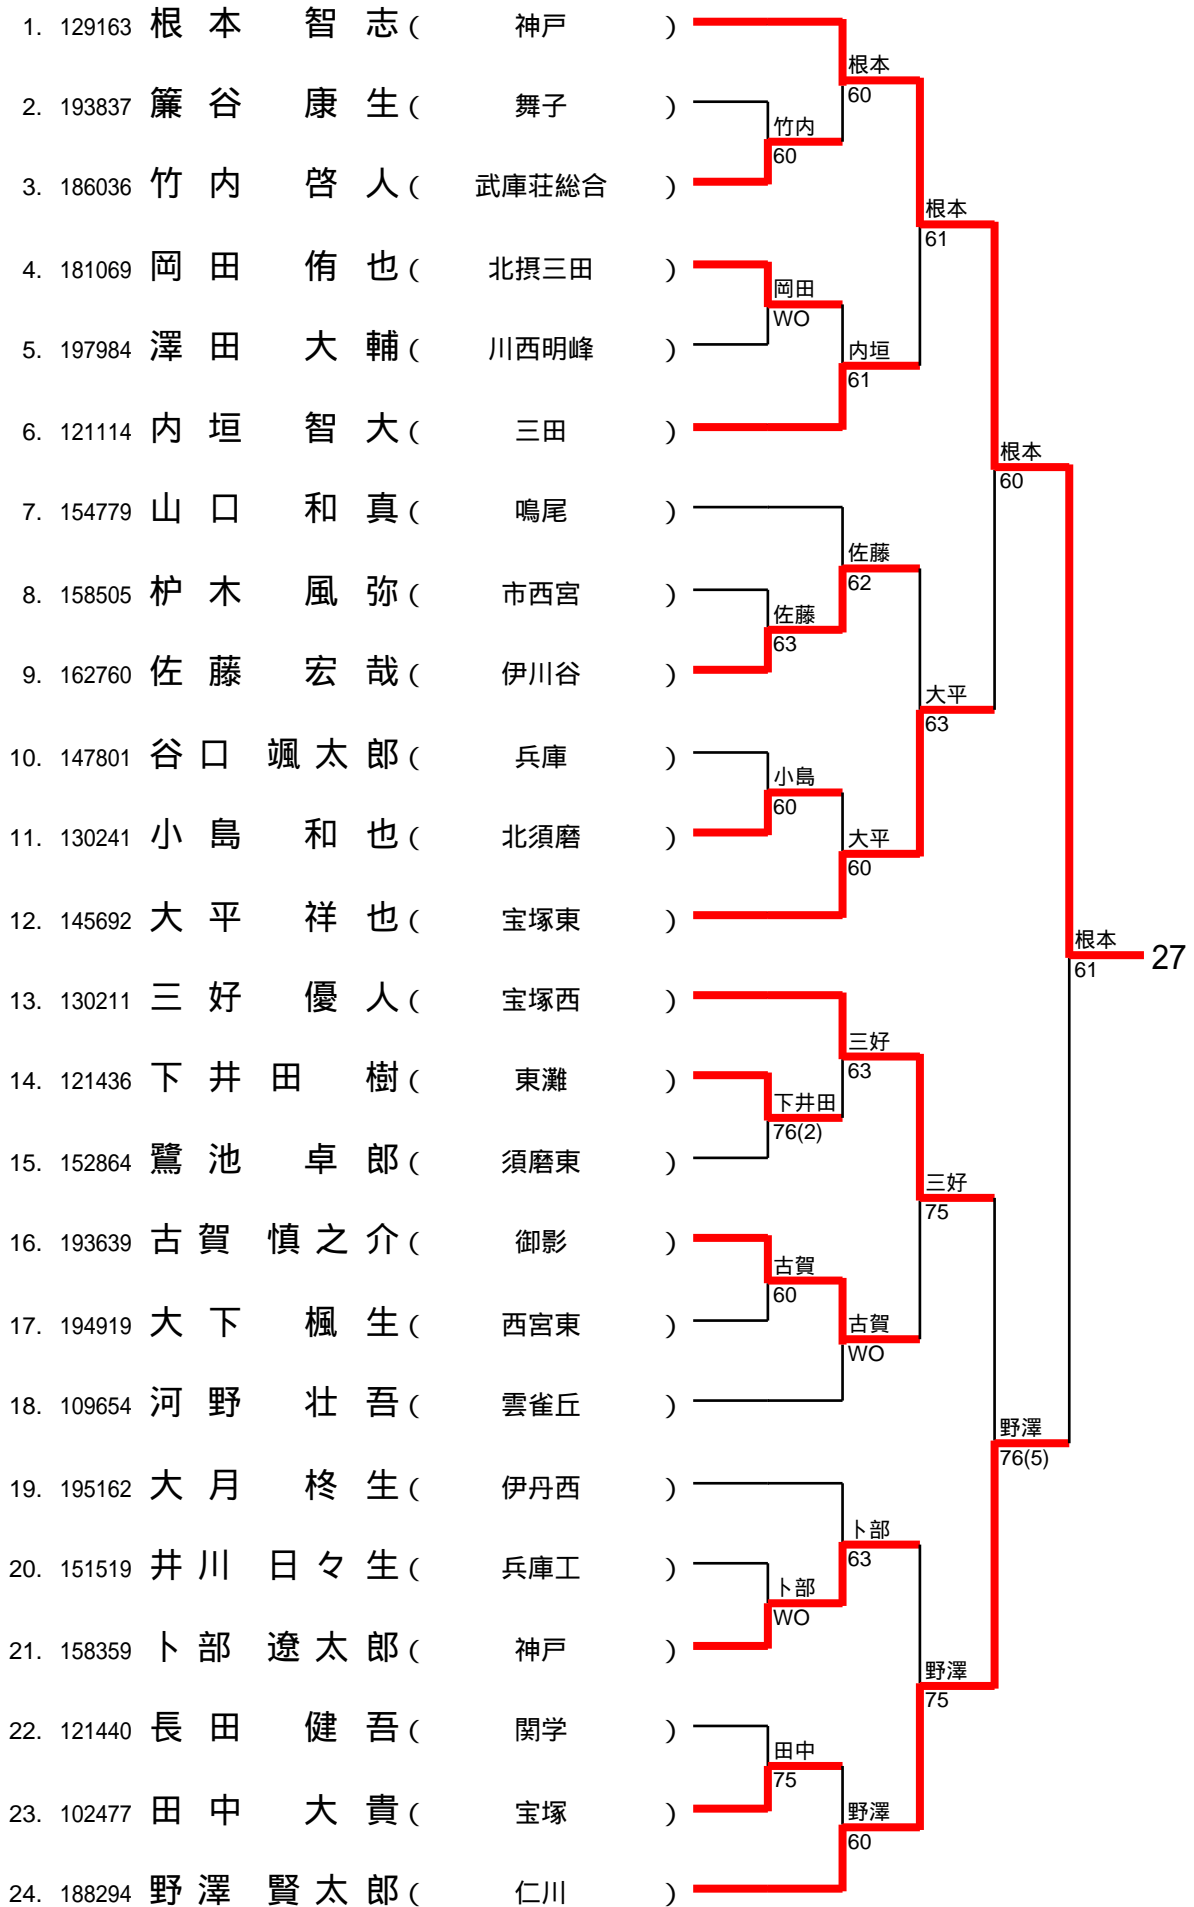 1. 129163 根本 智志 ( 神戸 )
根本
60
2. 193837 簾谷 康生 ( 舞子 )
竹内
60
3. 186036 竹内 啓人 ( 武庫荘総合 )
根本
61
4. 181069 岡田 侑也 ( 北摂三田 )
岡田
WO
5. 197984 澤田 大輔 ( 川西明峰 )
内垣
61
6. 121114 内垣 智大 ( 三田 )
根本
60
7. 154779 山口 和真 ( 鳴尾 )
佐藤
62
8. 158505 枦木 風弥 ( 市西宮 )
佐藤
63
9. 162760 佐藤 宏哉 ( 伊川谷 )
大平
63
10. 147801 谷口 颯太郎 ( 兵庫 )
小島
60
11. 130241 小島 和也 ( 北須磨 )
大平
60
12. 145692 大平 祥也 ( 宝塚東 )
根本
61
27
13. 130211 三好 優人 ( 宝塚西 )
三好
63
14. 121436 下井田 樹 ( 東灘 )
下井田
76(2)
15. 152864 鷺池 卓郎 ( 須磨東 )
三好
75
16. 193639 古賀 慎之介 ( 御影 )
古賀
60
17. 194919 大下 楓生 ( 西宮東 )
古賀
WO
18. 109654 河野 壮吾 ( 雲雀丘 )
野澤
76(5)
19. 195162 大月 柊生 ( 伊丹西 )
卜部
63
20. 151519 井川 日々生 ( 兵庫工 )
卜部
WO
21. 158359 卜部 遼太郎 ( 神戸 )
野澤
75
22. 121440 長田 健吾 ( 関学 )
田中
75
23. 102477 田中 大貴 ( 宝塚 )
野澤
60
24. 188294 野澤 賢太郎 ( 仁川 )